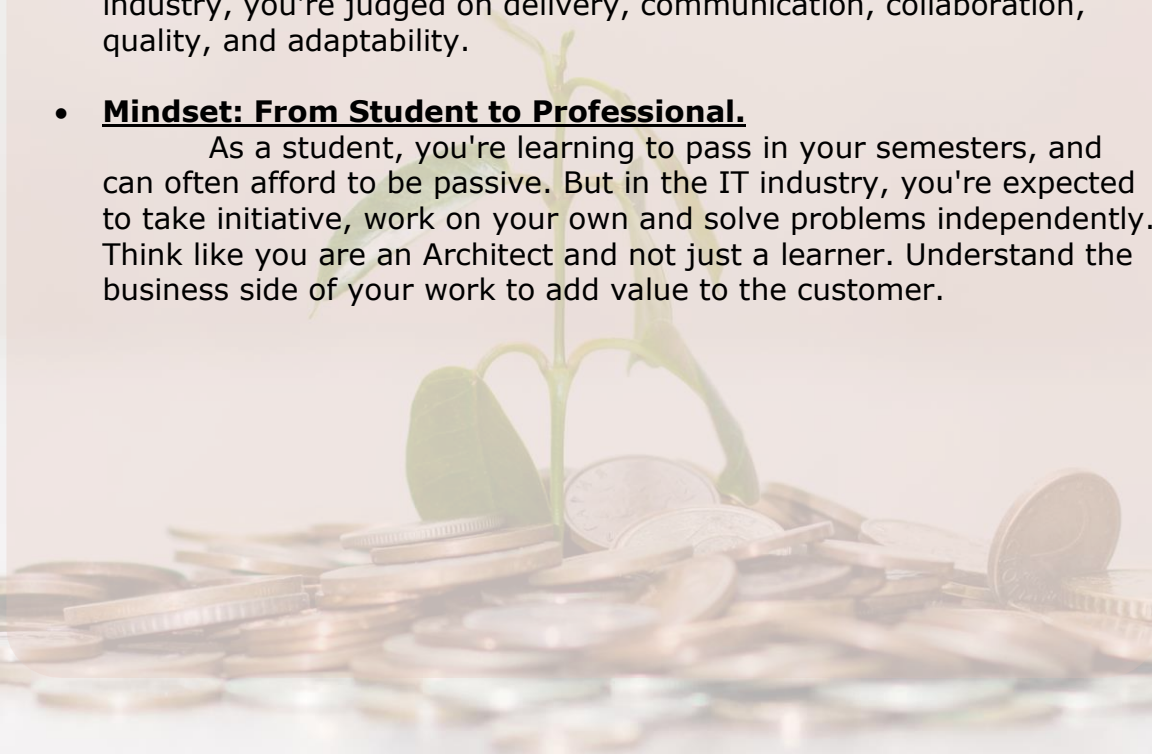 industry, you're judged on delivery, communication, collaboration,
quality, and adaptability.
• Mindset: From Student to Professional.
As a student, you're learning to pass in your semesters, and
can often afford to be passive. But in the IT industry, you're expected
to take initiative, work on your own and solve problems independently.
Think like you are an Architect and not just a learner. Understand the
business side of your work to add value to the customer.